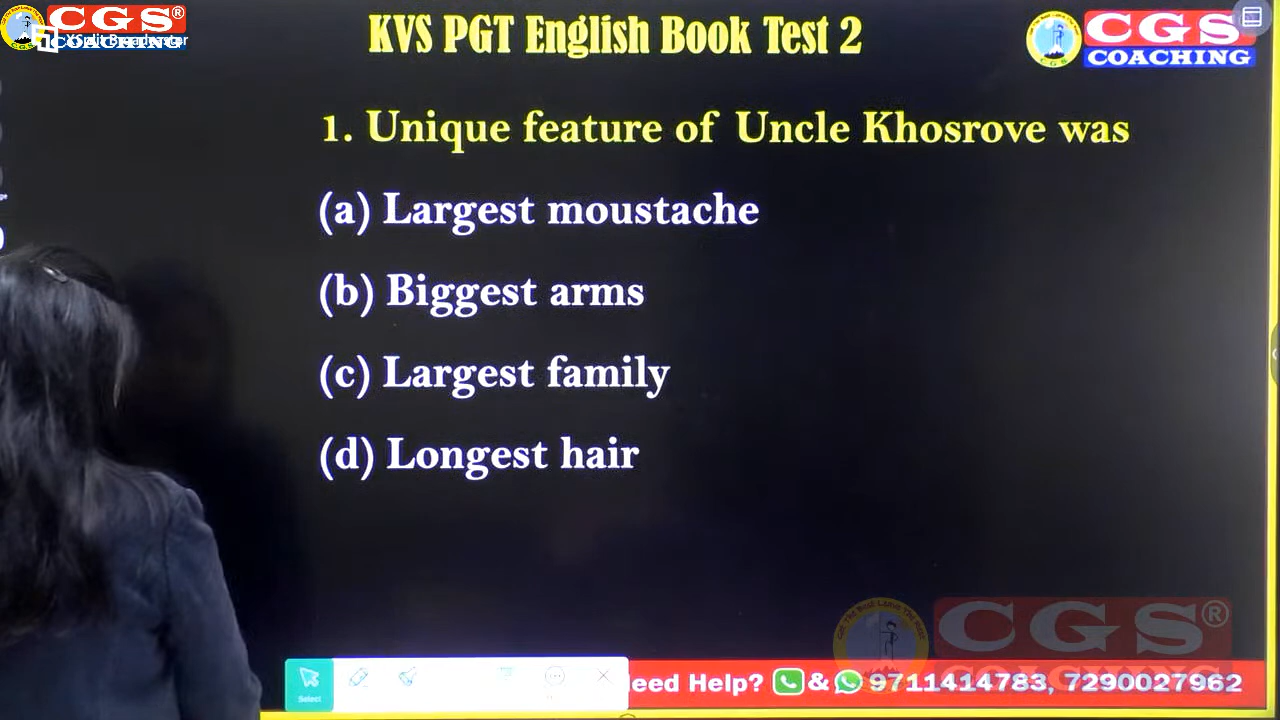 CGS®
COACHING
KVS PGT English Book Test 2
CGS
COACHING
1. Unique feature of Uncle Khosrove was
(a) Largest moustache
(b) Biggest arms
(c) Largest family
(d) Longest hair
CGS®
Select
eed Help? & 9711414783, 7290027962